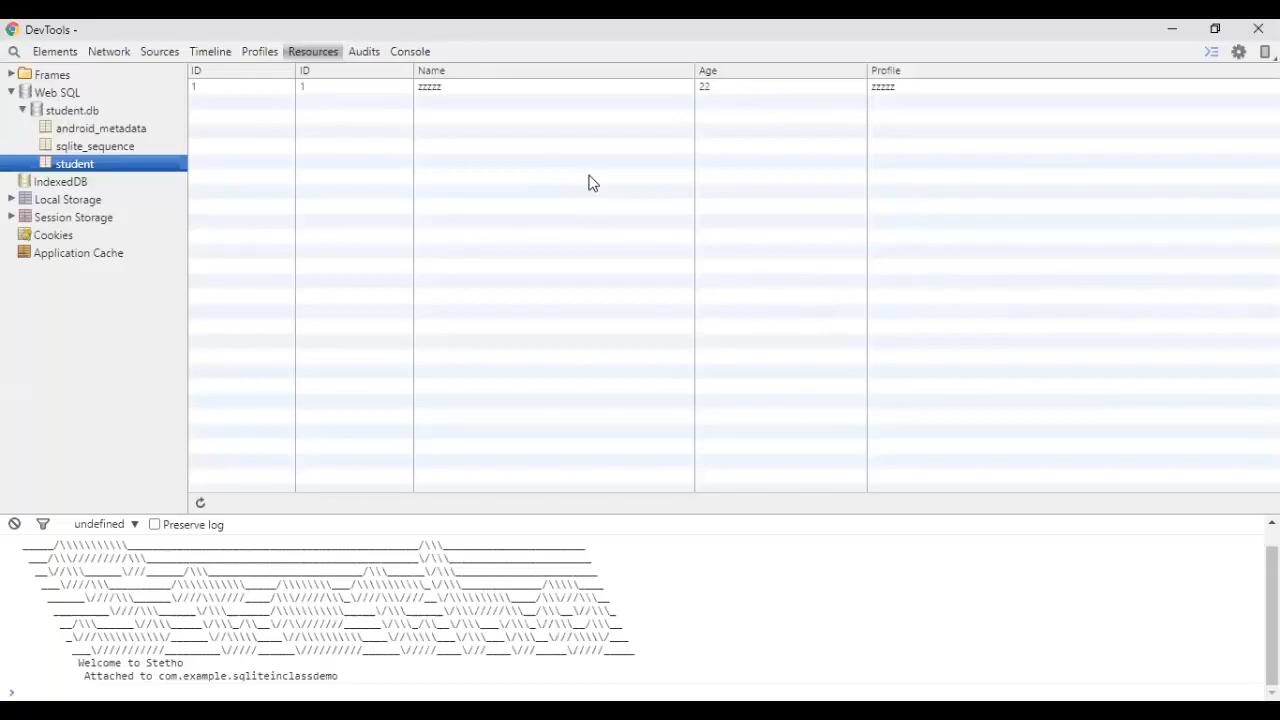 DevTools -
Elements Network Sources Timeline Profiles Resources Audits Console
Frames
Web SQL
student.db
android_metadata
sqlite_sequence
student
IndexedDB
Local Storage
Session Storage
Cookies
Application Cache
ID ID Name Age Profile
1 1 zzzzz 22 zzzzz
undefined Preserve log
Welcome to Stetho
Attached to com.example.sqliteinclassdemo
>